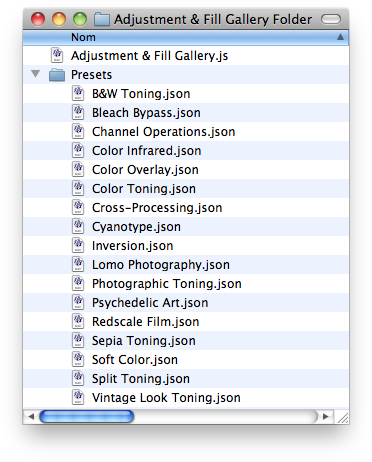 Adjustment & Fill Gallery Folder
Nom
Adjustment & Fill Gallery.js
Presets
B&W Toning.json
Bleach Bypass.json
Channel Operations.json
Color Infrared.json
Color Overlay.json
Color Toning.json
Cross-Processing.json
Cyanotype.json
Inversion.json
Lomo Photography.json
Photographic Toning.json
Psychedelic Art.json
Redscale Film.json
Sepia Toning.json
Soft Color.json
Split Toning.json
Vintage Look Toning.json